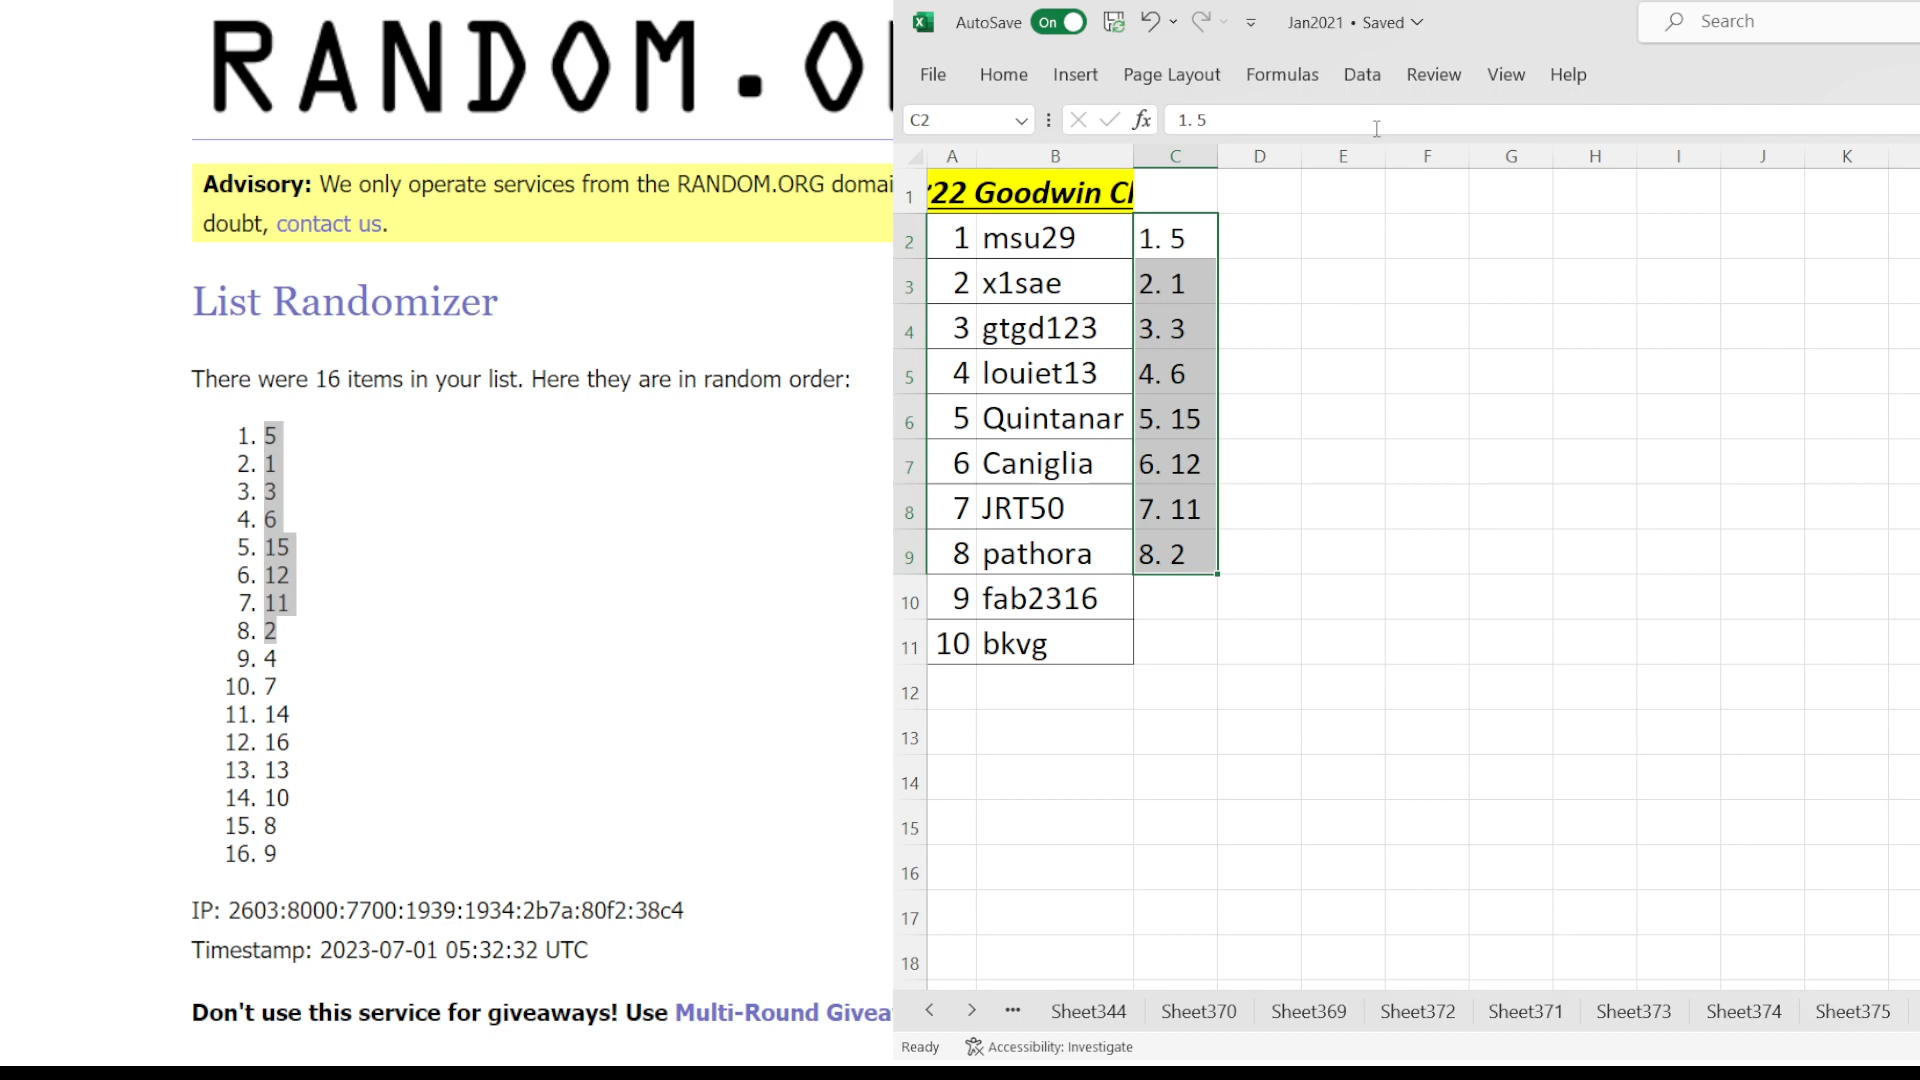 RANDOM.O
Advisory: We only operate services from the RANDOM.ORG domai
doubt, contact us.
List Randomizer
There were 16 items in your list. Here they are in random order:
1. 5
2. 1
3. 3
4. 6
5. 15
6. 12
7. 11
8. 2
9. 4
10. 7
11. 14
12. 16
13. 13
14. 10
15. 8
16. 9
IP: 2603:8000:7700:1939:1934:2b7a:80f2:38c4
Timestamp: 2023-07-01 05:32:32 UTC
Don't use this service for giveaways! Use Multi-Round Givea
AutoSave On Jan2021 • Saved Search
File Home Insert Page Layout Formulas Data Review View Help
C2 fx 1. 5
A B C D E F G H I J K
1 '22 Goodwin C
2 1 msu29 1. 5
3 2 x1sae 2. 1
4 3 gtgd123 3. 3
5 4 louiet13 4. 6
6 5 Quintanar 5. 15
7 6 Caniglia 6. 12
8 7 JRT50 7. 11
9 8 pathora 8. 2
10 9 fab2316
11 10 bkvg
12
13
14
15
16
17
18
Sheet344 Sheet370 Sheet369 Sheet372 Sheet371 Sheet373 Sheet374 Sheet375
Ready Accessibility: Investigate